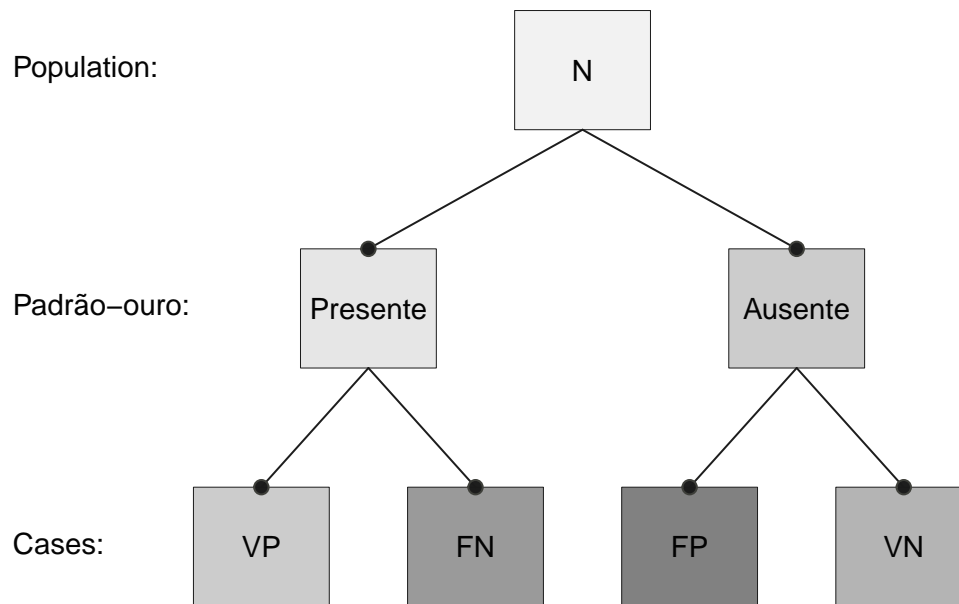 Population:
N
Padrão−ouro:
Presente
Ausente
Cases:
VP
FN
FP
VN